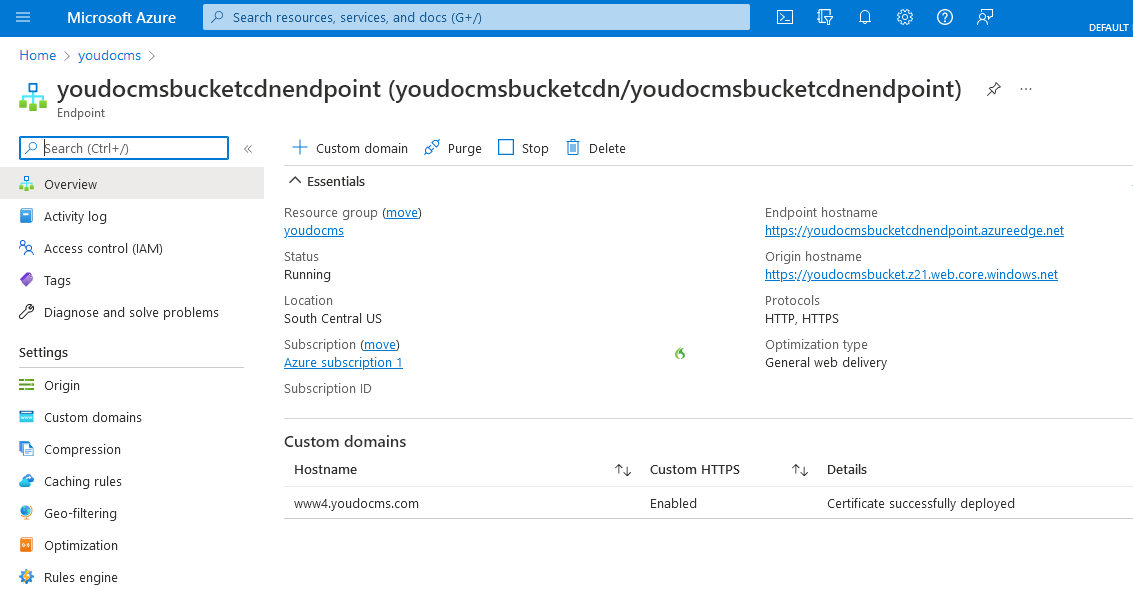 Microsoft Azure
Search resources, services, and docs (G+/)
DEFAULT
Home > youdocms >
youdocmsbucketcdnendpoint (youdocmsbucketcdn/youdocmsbucketcdnendpoint)
Endpoint
Search (Ctrl+/)
Overview
Activity log
Access control (IAM)
Tags
Diagnose and solve problems
Settings
Origin
Custom domains
Compression
Caching rules
Geo-filtering
Optimization
Rules engine
Custom domain
Purge
Stop
Delete
Essentials
Resource group (move)
youdocms
Status
Running
Location
South Central US
Subscription (move)
Azure subscription 1
Subscription ID
Endpoint hostname
https://youdocmsbucketcdnendpoint.azureedge.net
Origin hostname
https://youdocmsbucket.z21.web.core.windows.net
Protocols
HTTP, HTTPS
Optimization type
General web delivery
Custom domains
Hostname Custom HTTPS Details
www4.youdocms.com Enabled Certificate successfully deployed